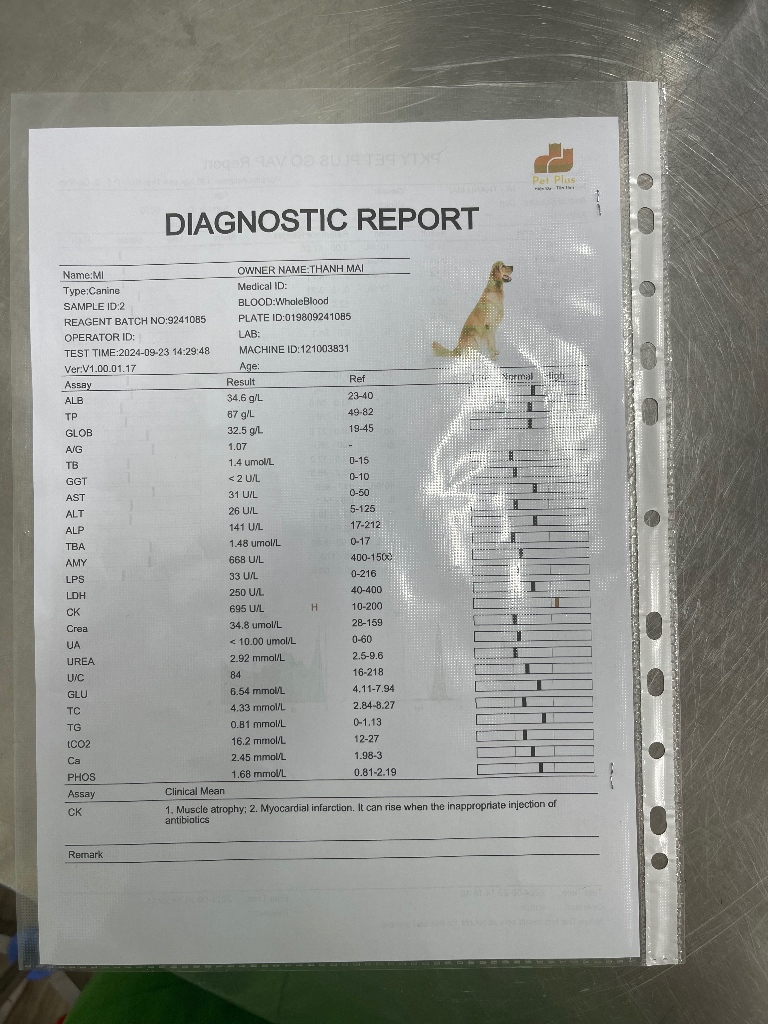 Pet Plus
DIAGNOSTIC REPORT
Name:MI OWNER NAME:THANH MAI
Type:Canine Medical ID:
SAMPLE ID:2 BLOOD:WholeBlood
REAGENT BATCH NO:9241085 PLATE ID:019809241085
OPERATOR ID: LAB:
TEST TIME:2024-09-23 14:29:48 MACHINE ID:121003831
Ver:V1.00.01.17 Age:
Assay Result Ref Normal High
ALB 34.6 g/L 23-40
TP 67 g/L 49-82
GLOB 32.5 g/L 19-45
A/G 1.07 -
TB 1.4 umol/L 0-15
GGT < 2 U/L 0-10
AST 31 U/L 0-50
ALT 26 U/L 5-125
ALP 141 U/L 17-212
TBA 1.48 umol/L 0-17
AMY 668 U/L 400-1500
LPS 33 U/L 0-216
LDH 250 U/L 40-400
CK 695 U/L H 10-200
Crea 34.8 umol/L 28-159
UA < 10.00 umol/L 0-60
UREA 2.92 mmol/L 2.5-9.6
U/C 84 16-218
GLU 6.54 mmol/L 4.11-7.94
TC 4.33 mmol/L 2.84-8.27
TG 0.81 mmol/L 0-1.13
tCO2 16.2 mmol/L 12-27
Ca 2.45 mmol/L 1.98-3
PHOS 1.68 mmol/L 0.81-2.19
Assay Clinical Mean
CK 1. Muscle atrophy; 2. Myocardial infarction. It can rise when the inappropriate injection of
antibiotics
Remark